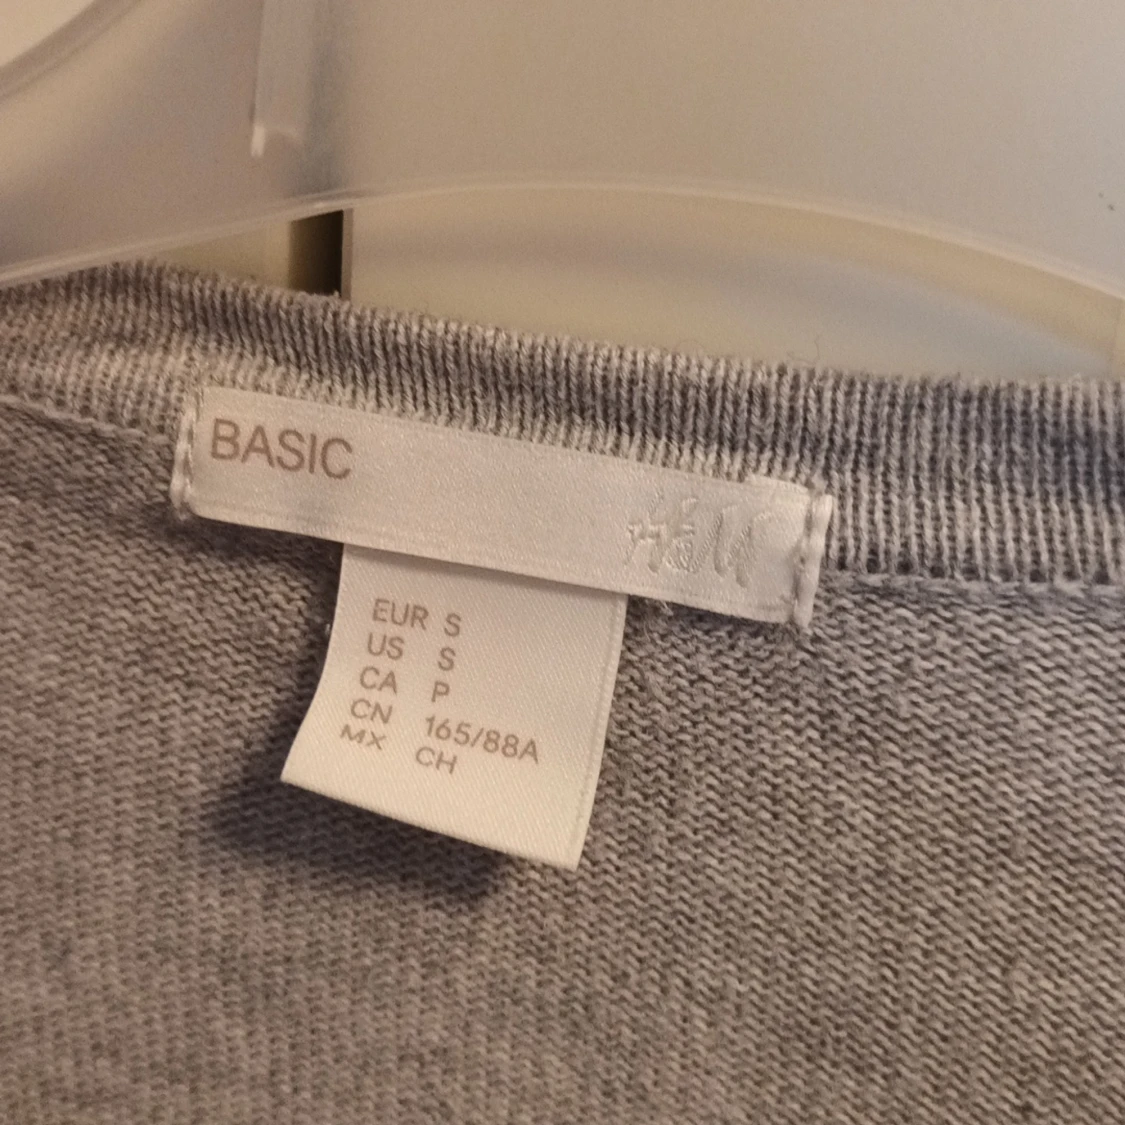 BASIC
H&M
EUR S
US S
CA P
CN 165/88A
MX CH